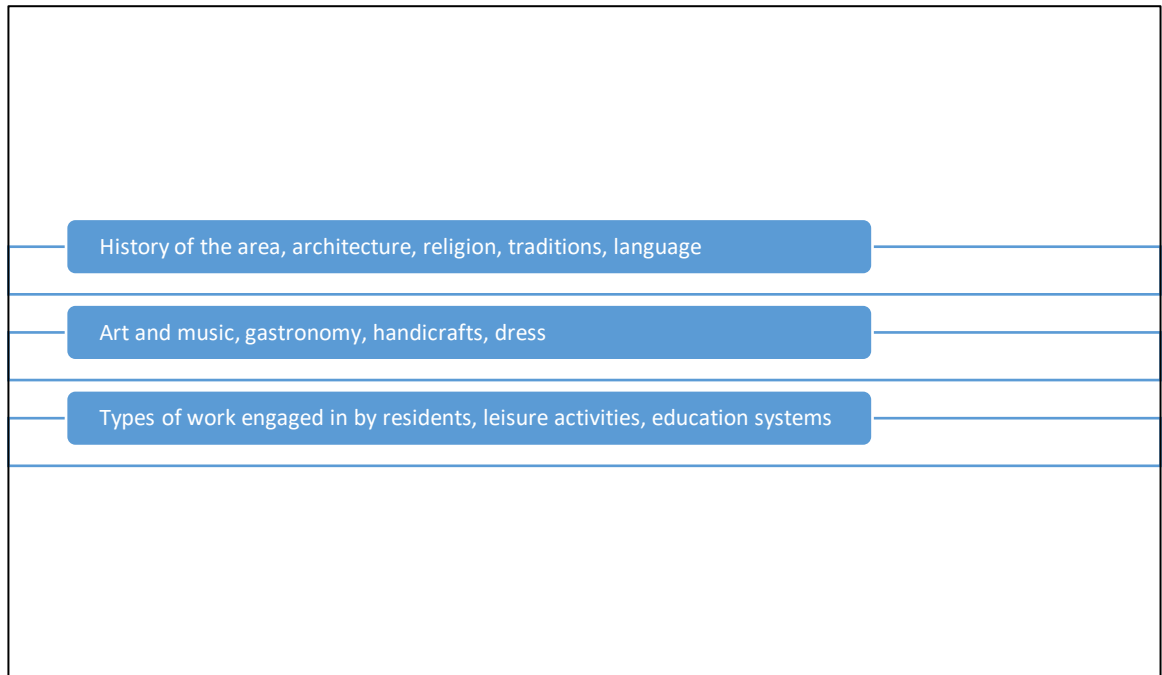 History of the area, architecture, religion, traditions, language
Art and music, gastronomy, handicrafts, dress
Types of work engaged in by residents, leisure activities, education systems